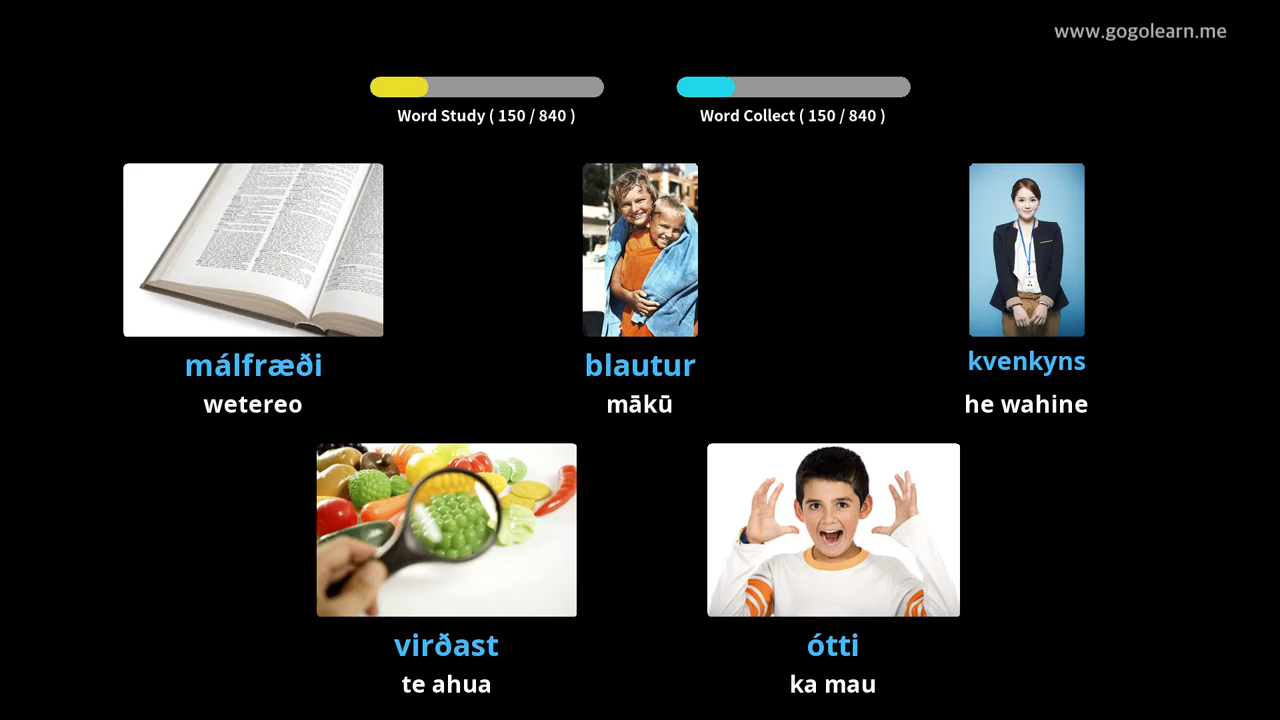 www.gogolearn.me
Word Study ( 150 / 840 )
Word Collect ( 150 / 840 )
málfræði
blautur
kvenkyns
wetereo
mākū
he wahine
virðast
ótti
te ahua
ka mau